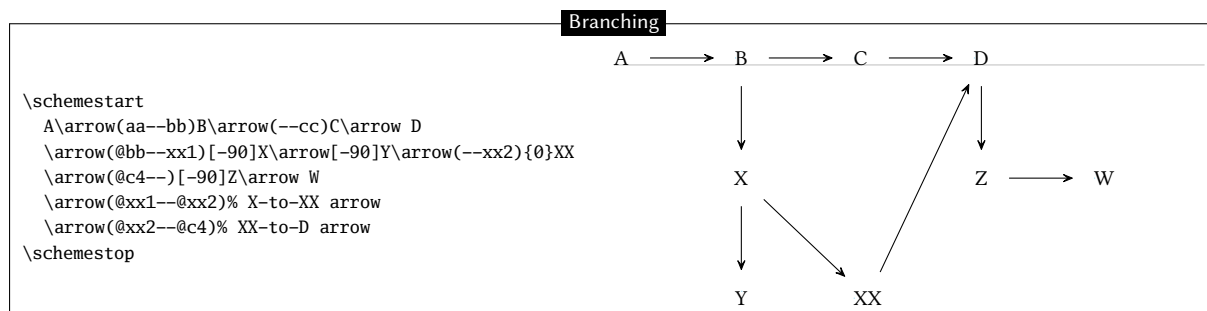 Branching
\schemestart
A\arrow(aa--bb)B\arrow(--cc)C\arrow D
\arrow(@bb--xx1)[-90]X\arrow[-90]Y\arrow(--xx2){0}XX
\arrow(@c4--)[-90]Z\arrow W
\arrow(@xx1--@xx2)% X-to-XX arrow
\arrow(@xx2--@c4)% XX-to-D arrow
\schemestop
A B C D
X Z W
Y XX